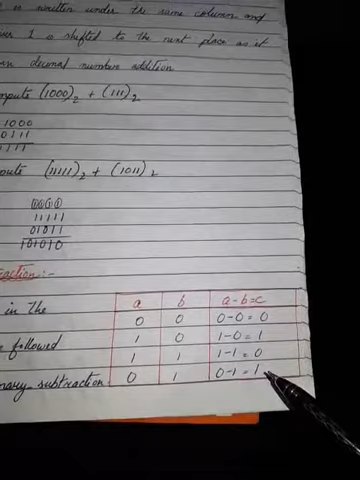 is written under the same column and
1 is shifted to the next place as it
in decimal number addition
compute (1000)₂ + (111)₂
1000
0111
1111
(11111)₂ + (1011)₂
①①①①
11111
01011
101010
in the
followed
binary subtraction
a b a-b=c
0 0 0-0=0
1 0 1-0=1
1 1 1-1=0
0 1 0-1=1